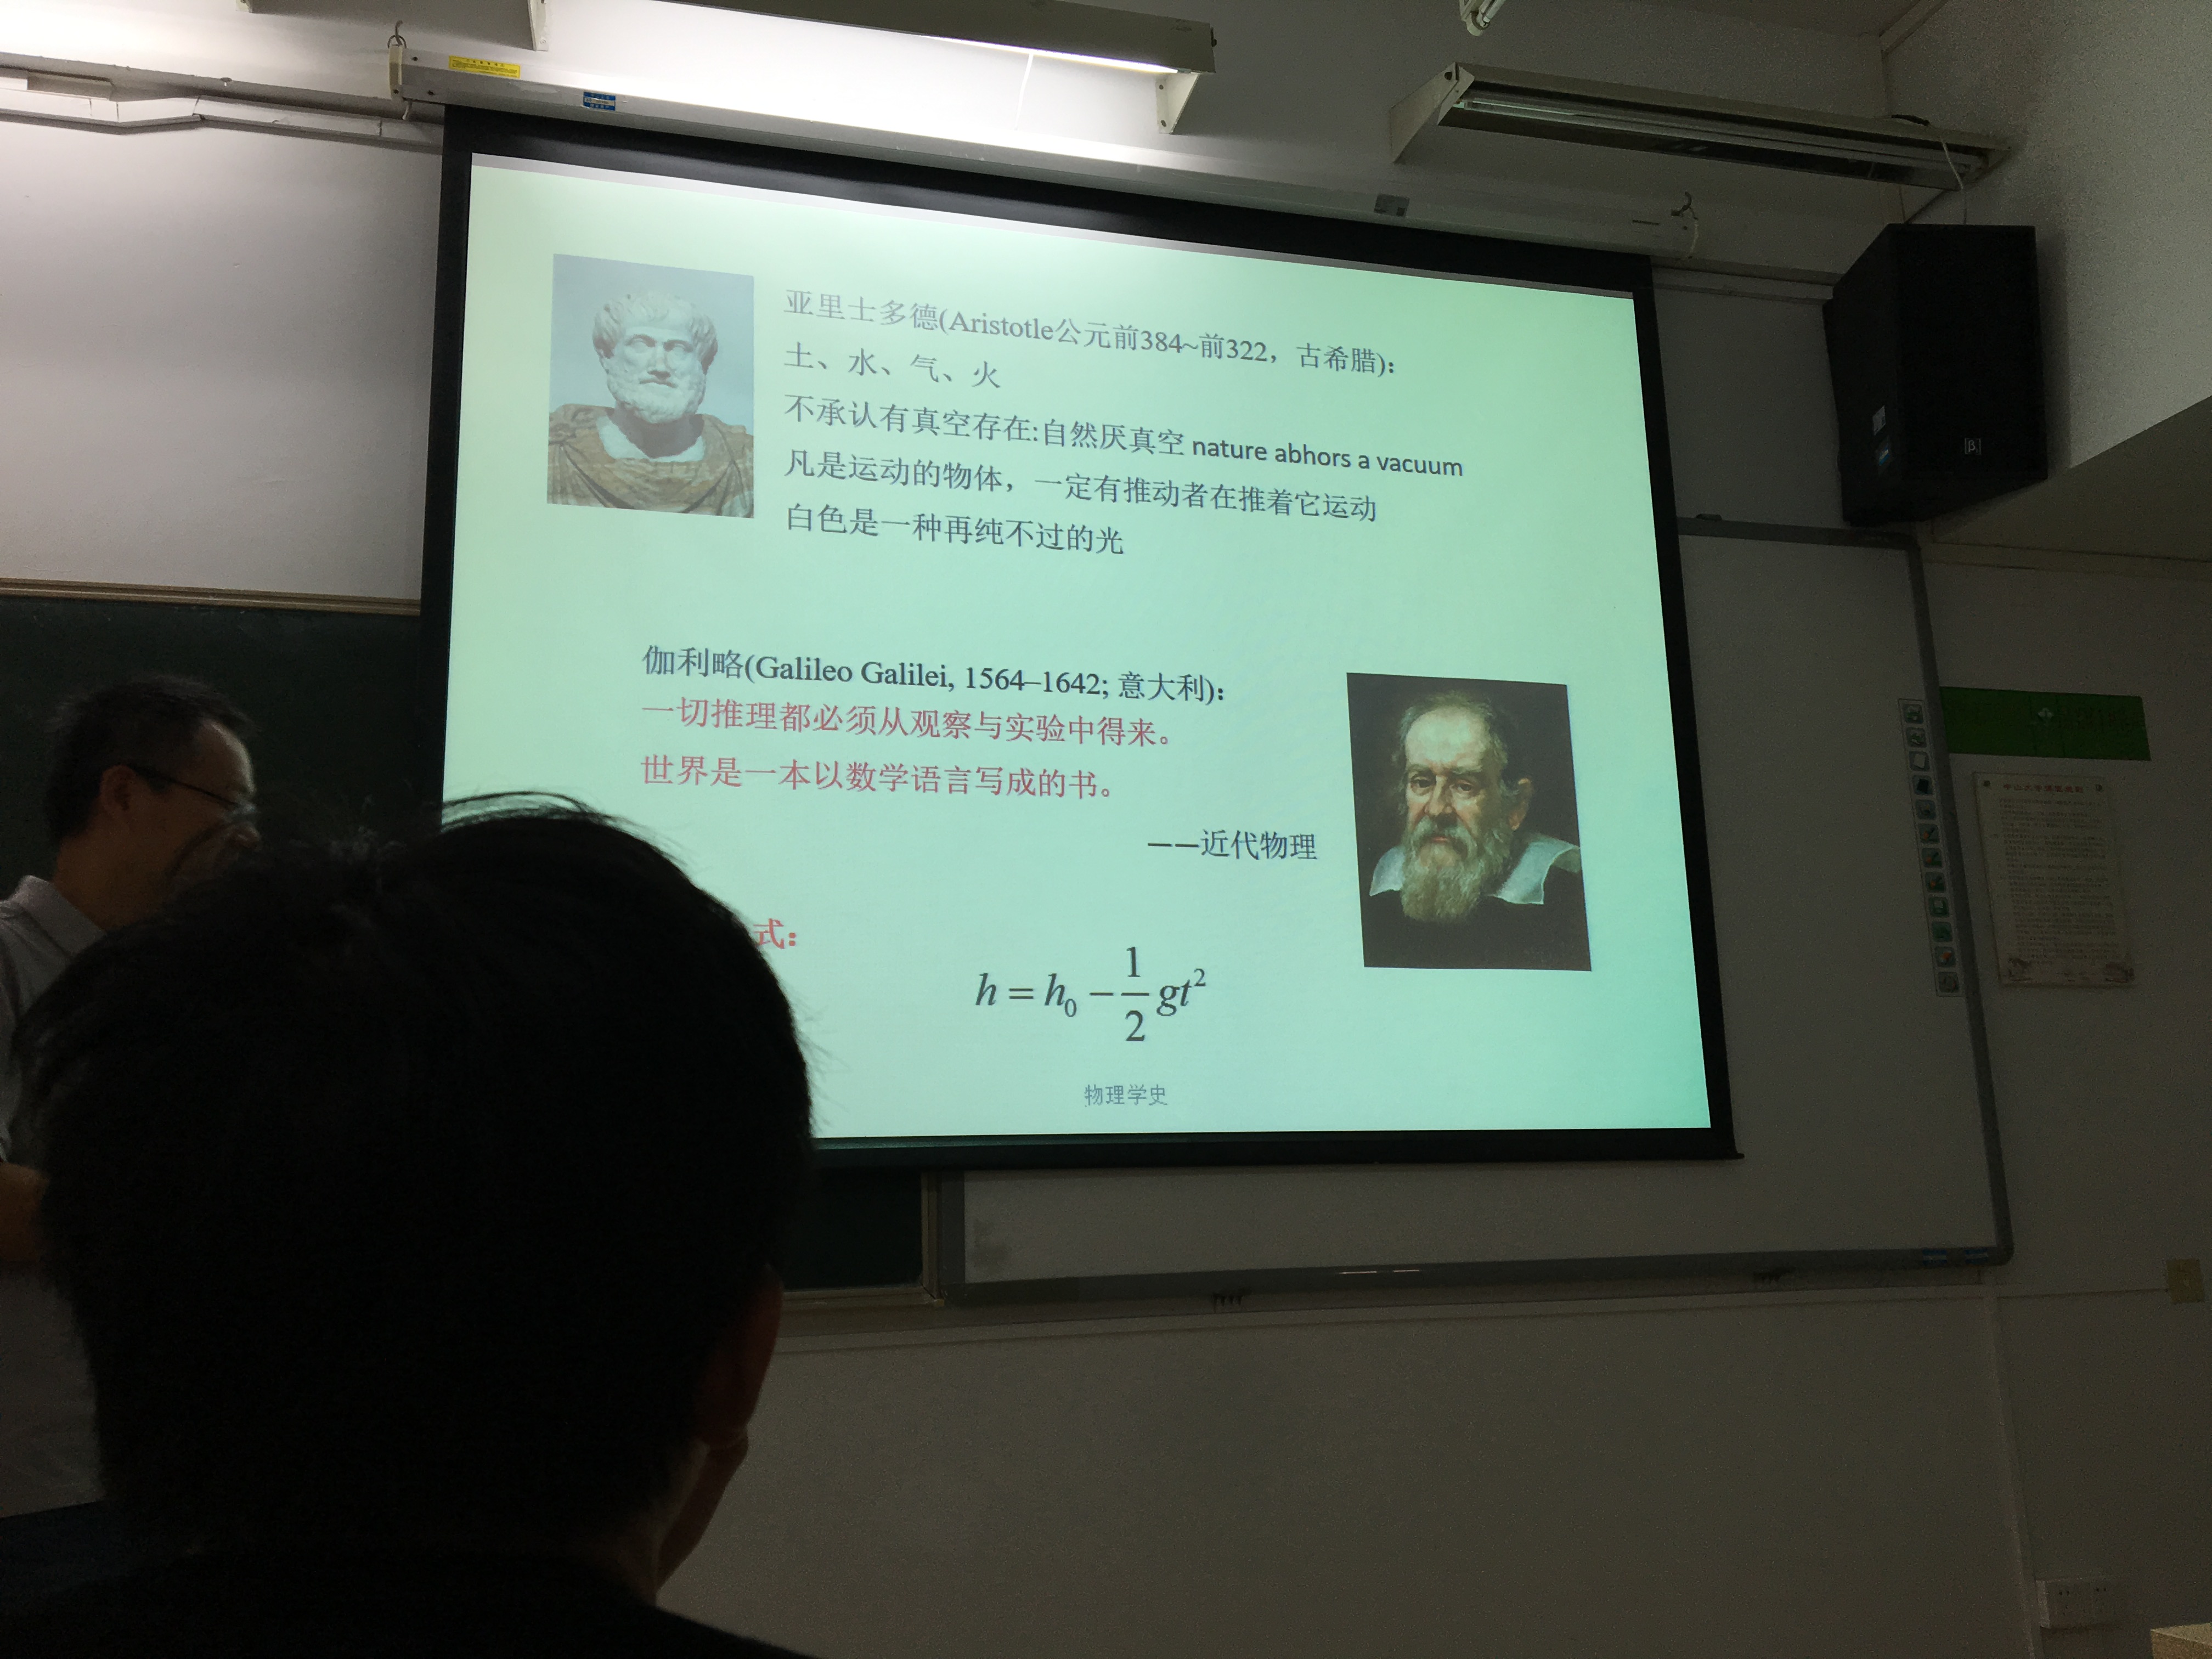 亚里士多德(Aristotle公元前384~前322，古希腊)：
土、水、气、火
不承认有真空存在:自然厌真空 nature abhors a vacuum
凡是运动的物体，一定有推动者在推着它运动
白色是一种再纯不过的光
伽利略(Galileo Galilei, 1564–1642; 意大利)：
一切推理都必须从观察与实验中得来。
世界是一本以数学语言写成的书。
——近代物理
式：
h = h₀ − 1/2 gt²
物理学史